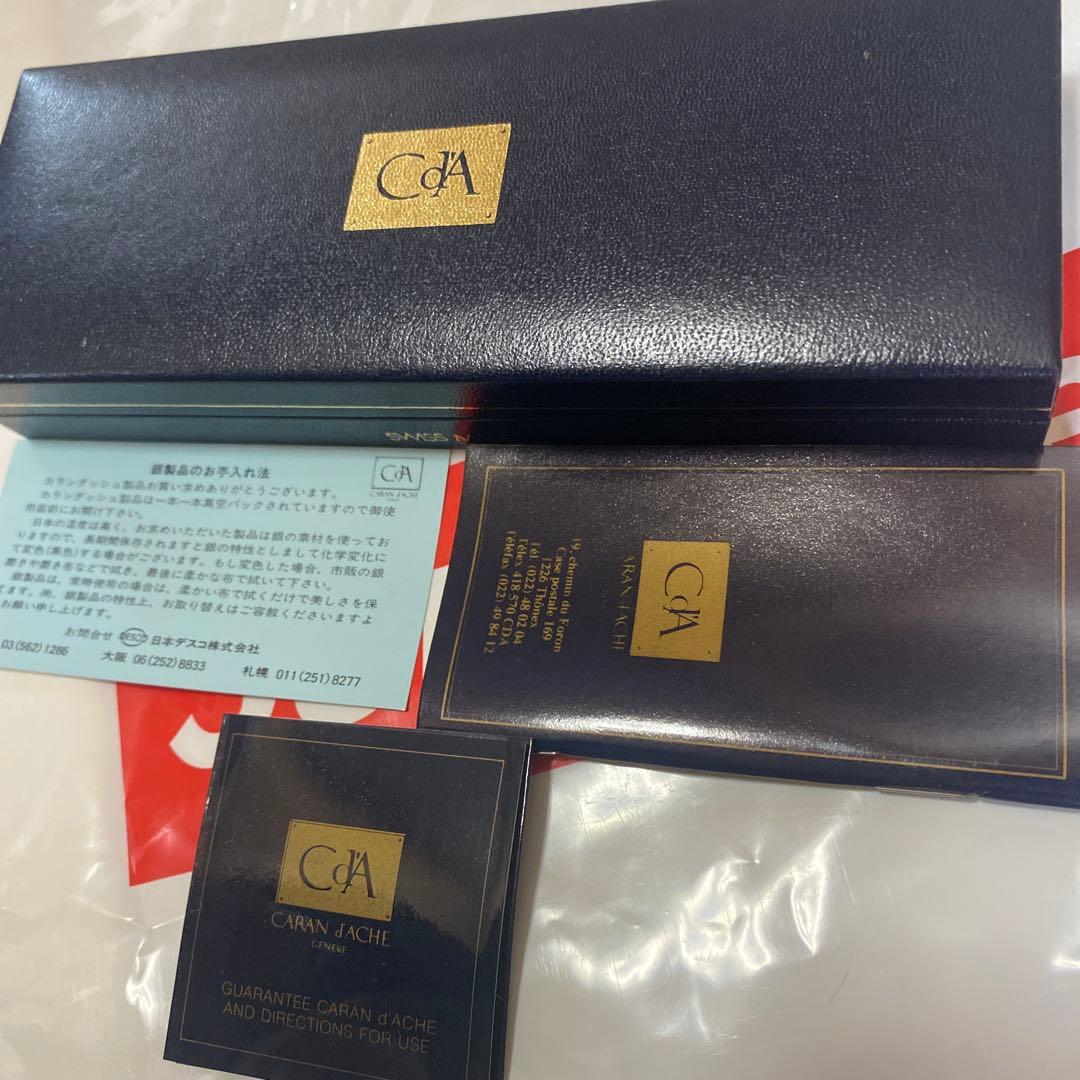 CdA
SWISS
銀製品のお手入れ法
CdA
CARAN d'ACHE
カランダッシュ製品お買い求めありがとうございます。
カランダッシュ製品は一本一本真空パックされていますので御使
用直前にお開け下さい。
日本の湿度は高く、お求めいただいた製品は銀の素材を使ってお
りますので、長期間保存されますと銀の特性としまして化学変化に
て変色(黒色)する場合がございます。もし変色した場合、市販の銀
磨きや磨き布などで拭き、最後に柔かな布で拭いて下さい。
銀製品は、常時使用の場合は、柔かい布で拭くだけで美しさを保
てます。尚、銀製品の特性上、お取り替えはご容赦くださいますよ
お願い申し上げます。
お問合せ DESCO 日本デスコ株式会社
03(562)1286 大阪 06(252)8833 札幌 011(251)8277
CdA
ARAN d'ACHE
19, chemin du Foron
Case postale 169
1226 Thônex
Tél. (022) 48 02 04
Télex 418 570 CDA
Téléfax (022) 49 84 12
CdA
CARAN d'ACHE
GENEVE
GUARANTEE CARAN d'ACHE
AND DIRECTIONS FOR USE